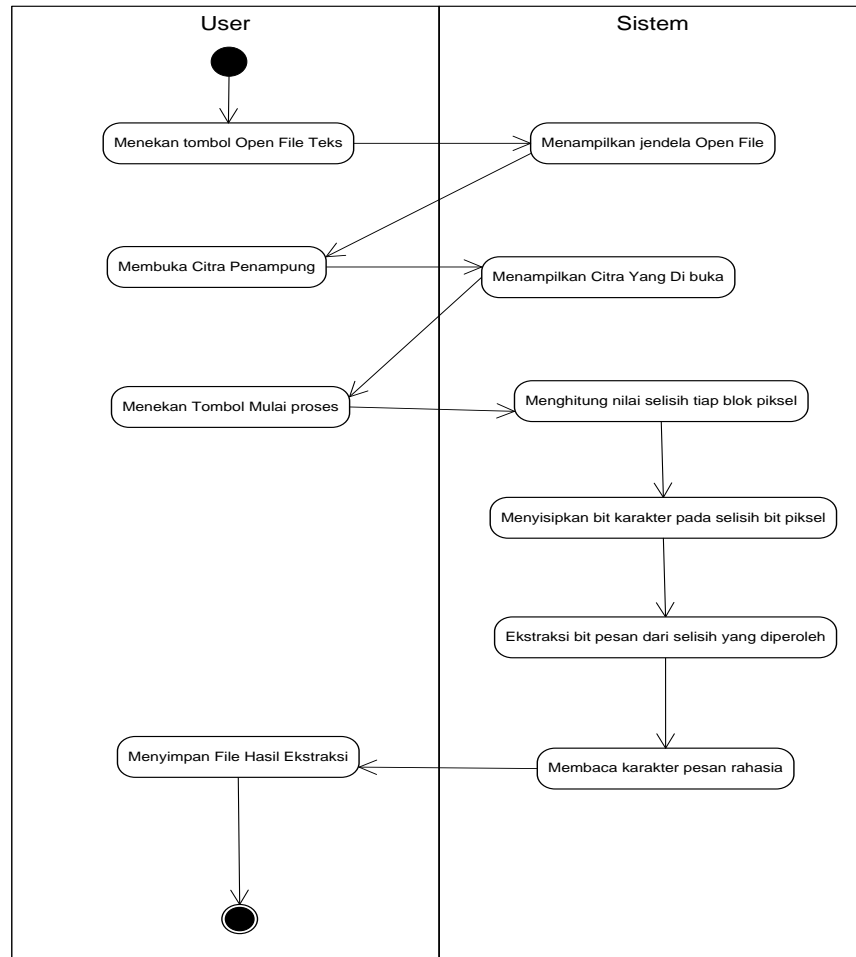 User
Sistem
Menekan tombol Open File Teks
Menampilkan jendela Open File
Membuka Citra Penampung
Menampilkan Citra Yang Di buka
Menekan Tombol Mulai proses
Menghitung nilai selisih tiap blok piksel
Menyisipkan bit karakter pada selisih bit piksel
Ekstraksi bit pesan dari selisih yang diperoleh
Menyimpan File Hasil Ekstraksi
Membaca karakter pesan rahasia